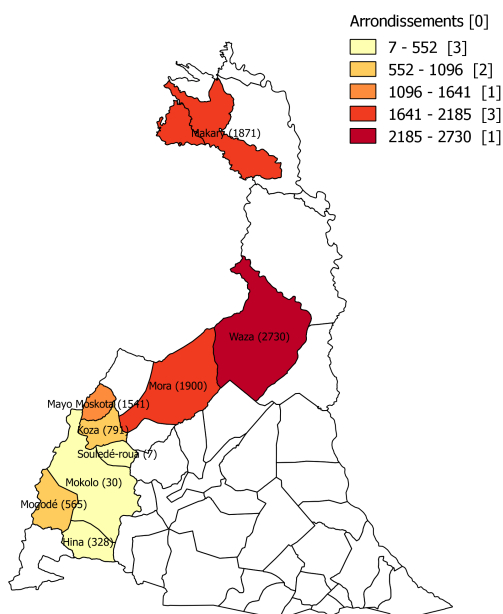 Arrondissements [0]
7 - 552 [3]
552 - 1096 [2]
1096 - 1641 [1]
1641 - 2185 [3]
2185 - 2730 [1]
Makary (1871)
Waza (2730)
Mora (1900)
Mayo Moskota (1541)
Koza (791)
Souledé-roua (7)
Mokolo (30)
Mogodé (565)
Hina (328)